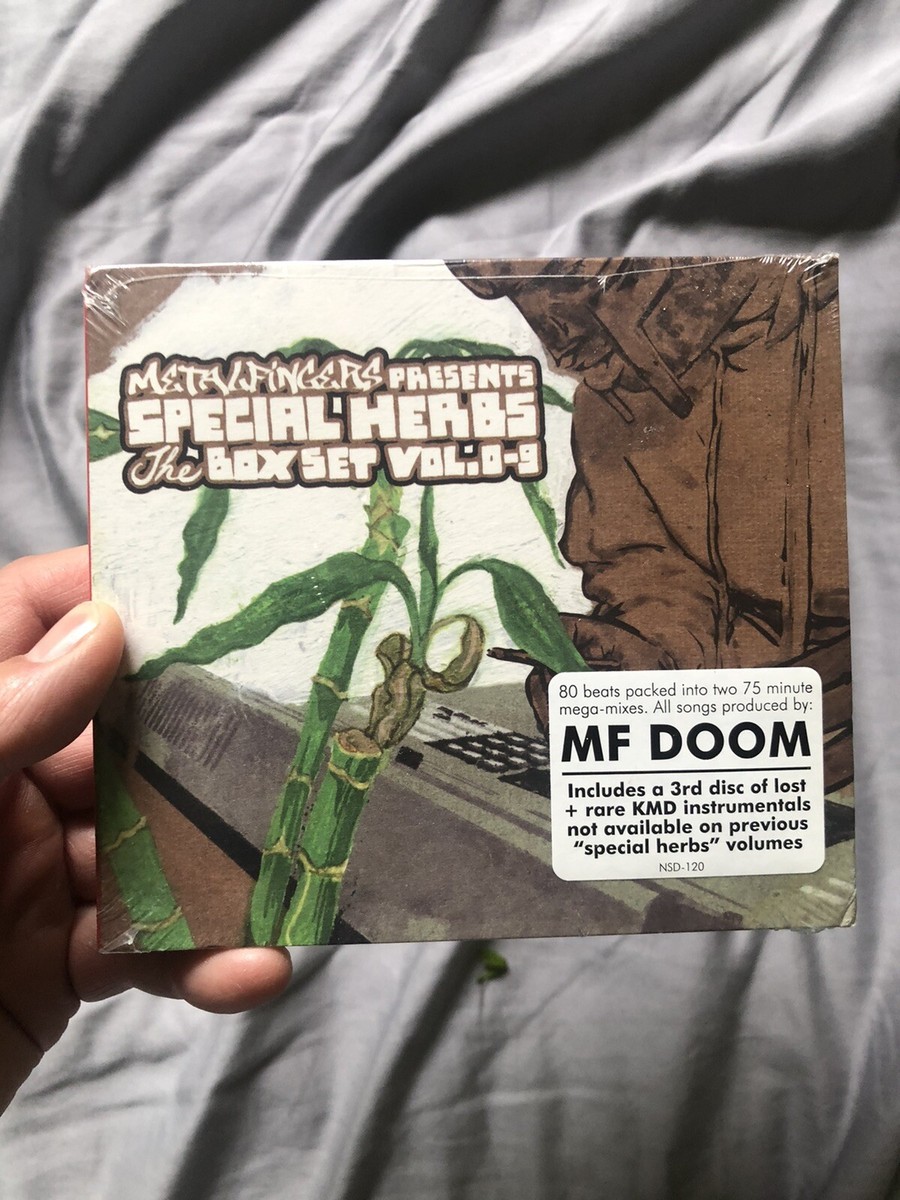 METALFINGERS PRESENTS
SPECIAL HERBS
The BOX SET VOL. 0-9
80 beats packed into two 75 minute
mega-mixes. All songs produced by:
MF DOOM
Includes a 3rd disc of lost
+ rare KMD instrumentals
not available on previous
“special herbs” volumes
NSD-120